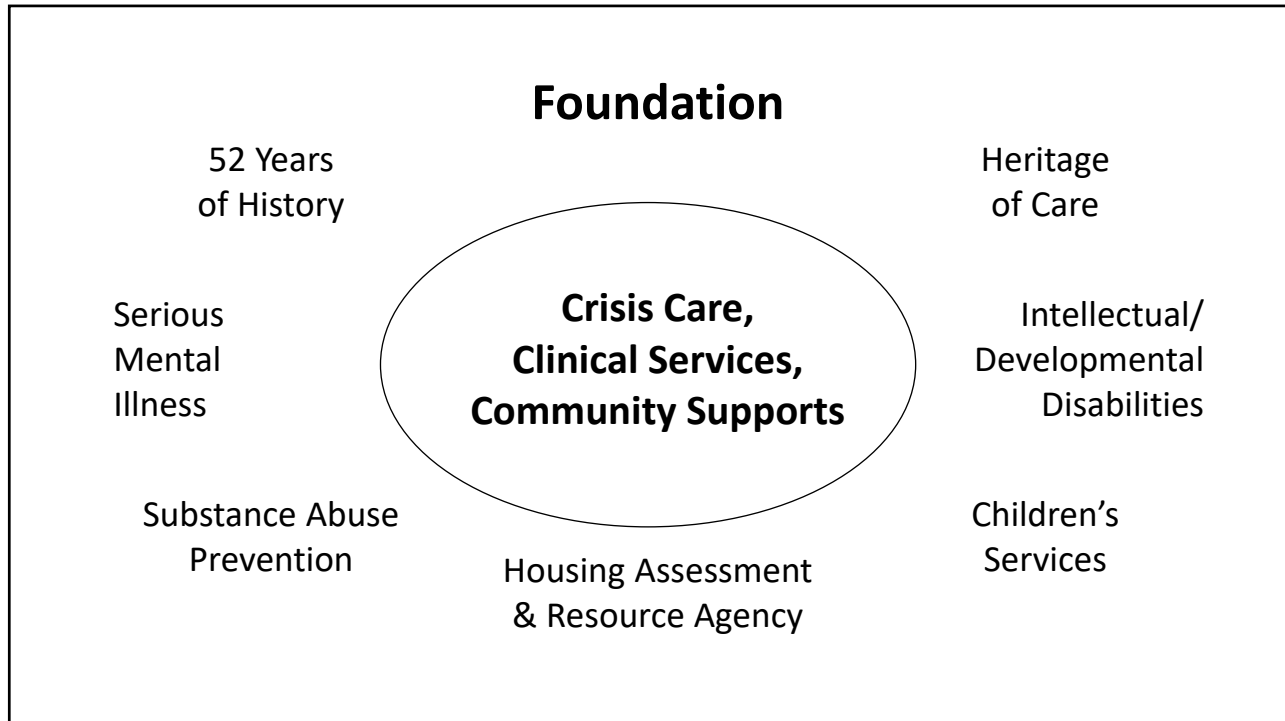 Foundation
52 Years
of History
Heritage
of Care
Serious
Mental
Illness
Crisis Care,
Clinical Services,
Community Supports
Intellectual/
Developmental
Disabilities
Substance Abuse
Prevention
Housing Assessment
& Resource Agency
Children’s
Services